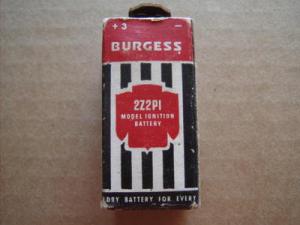 + 3 −
BURGESS
2Z2PI
MODEL IGNITION
BATTERY
DRY BATTERY FOR EVERY